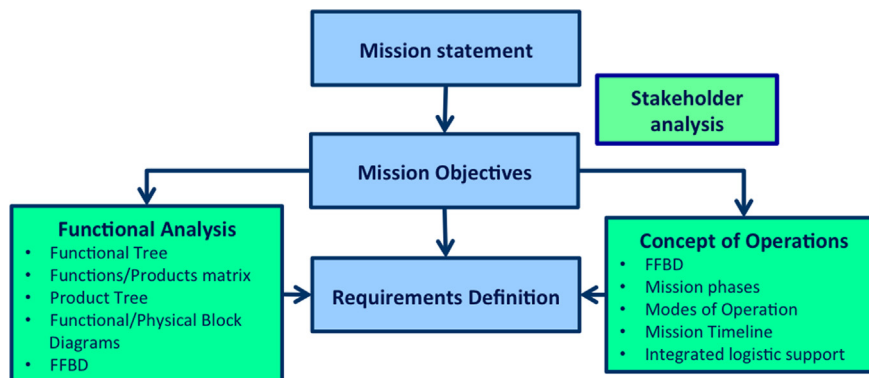 Mission statement
Stakeholder
analysis
Mission Objectives
Functional Analysis
• Functional Tree
• Functions/Products matrix
• Product Tree
• Functional/Physical Block
Diagrams
• FFBD
Requirements Definition
Concept of Operations
• FFBD
• Mission phases
• Modes of Operation
• Mission Timeline
• Integrated logistic support